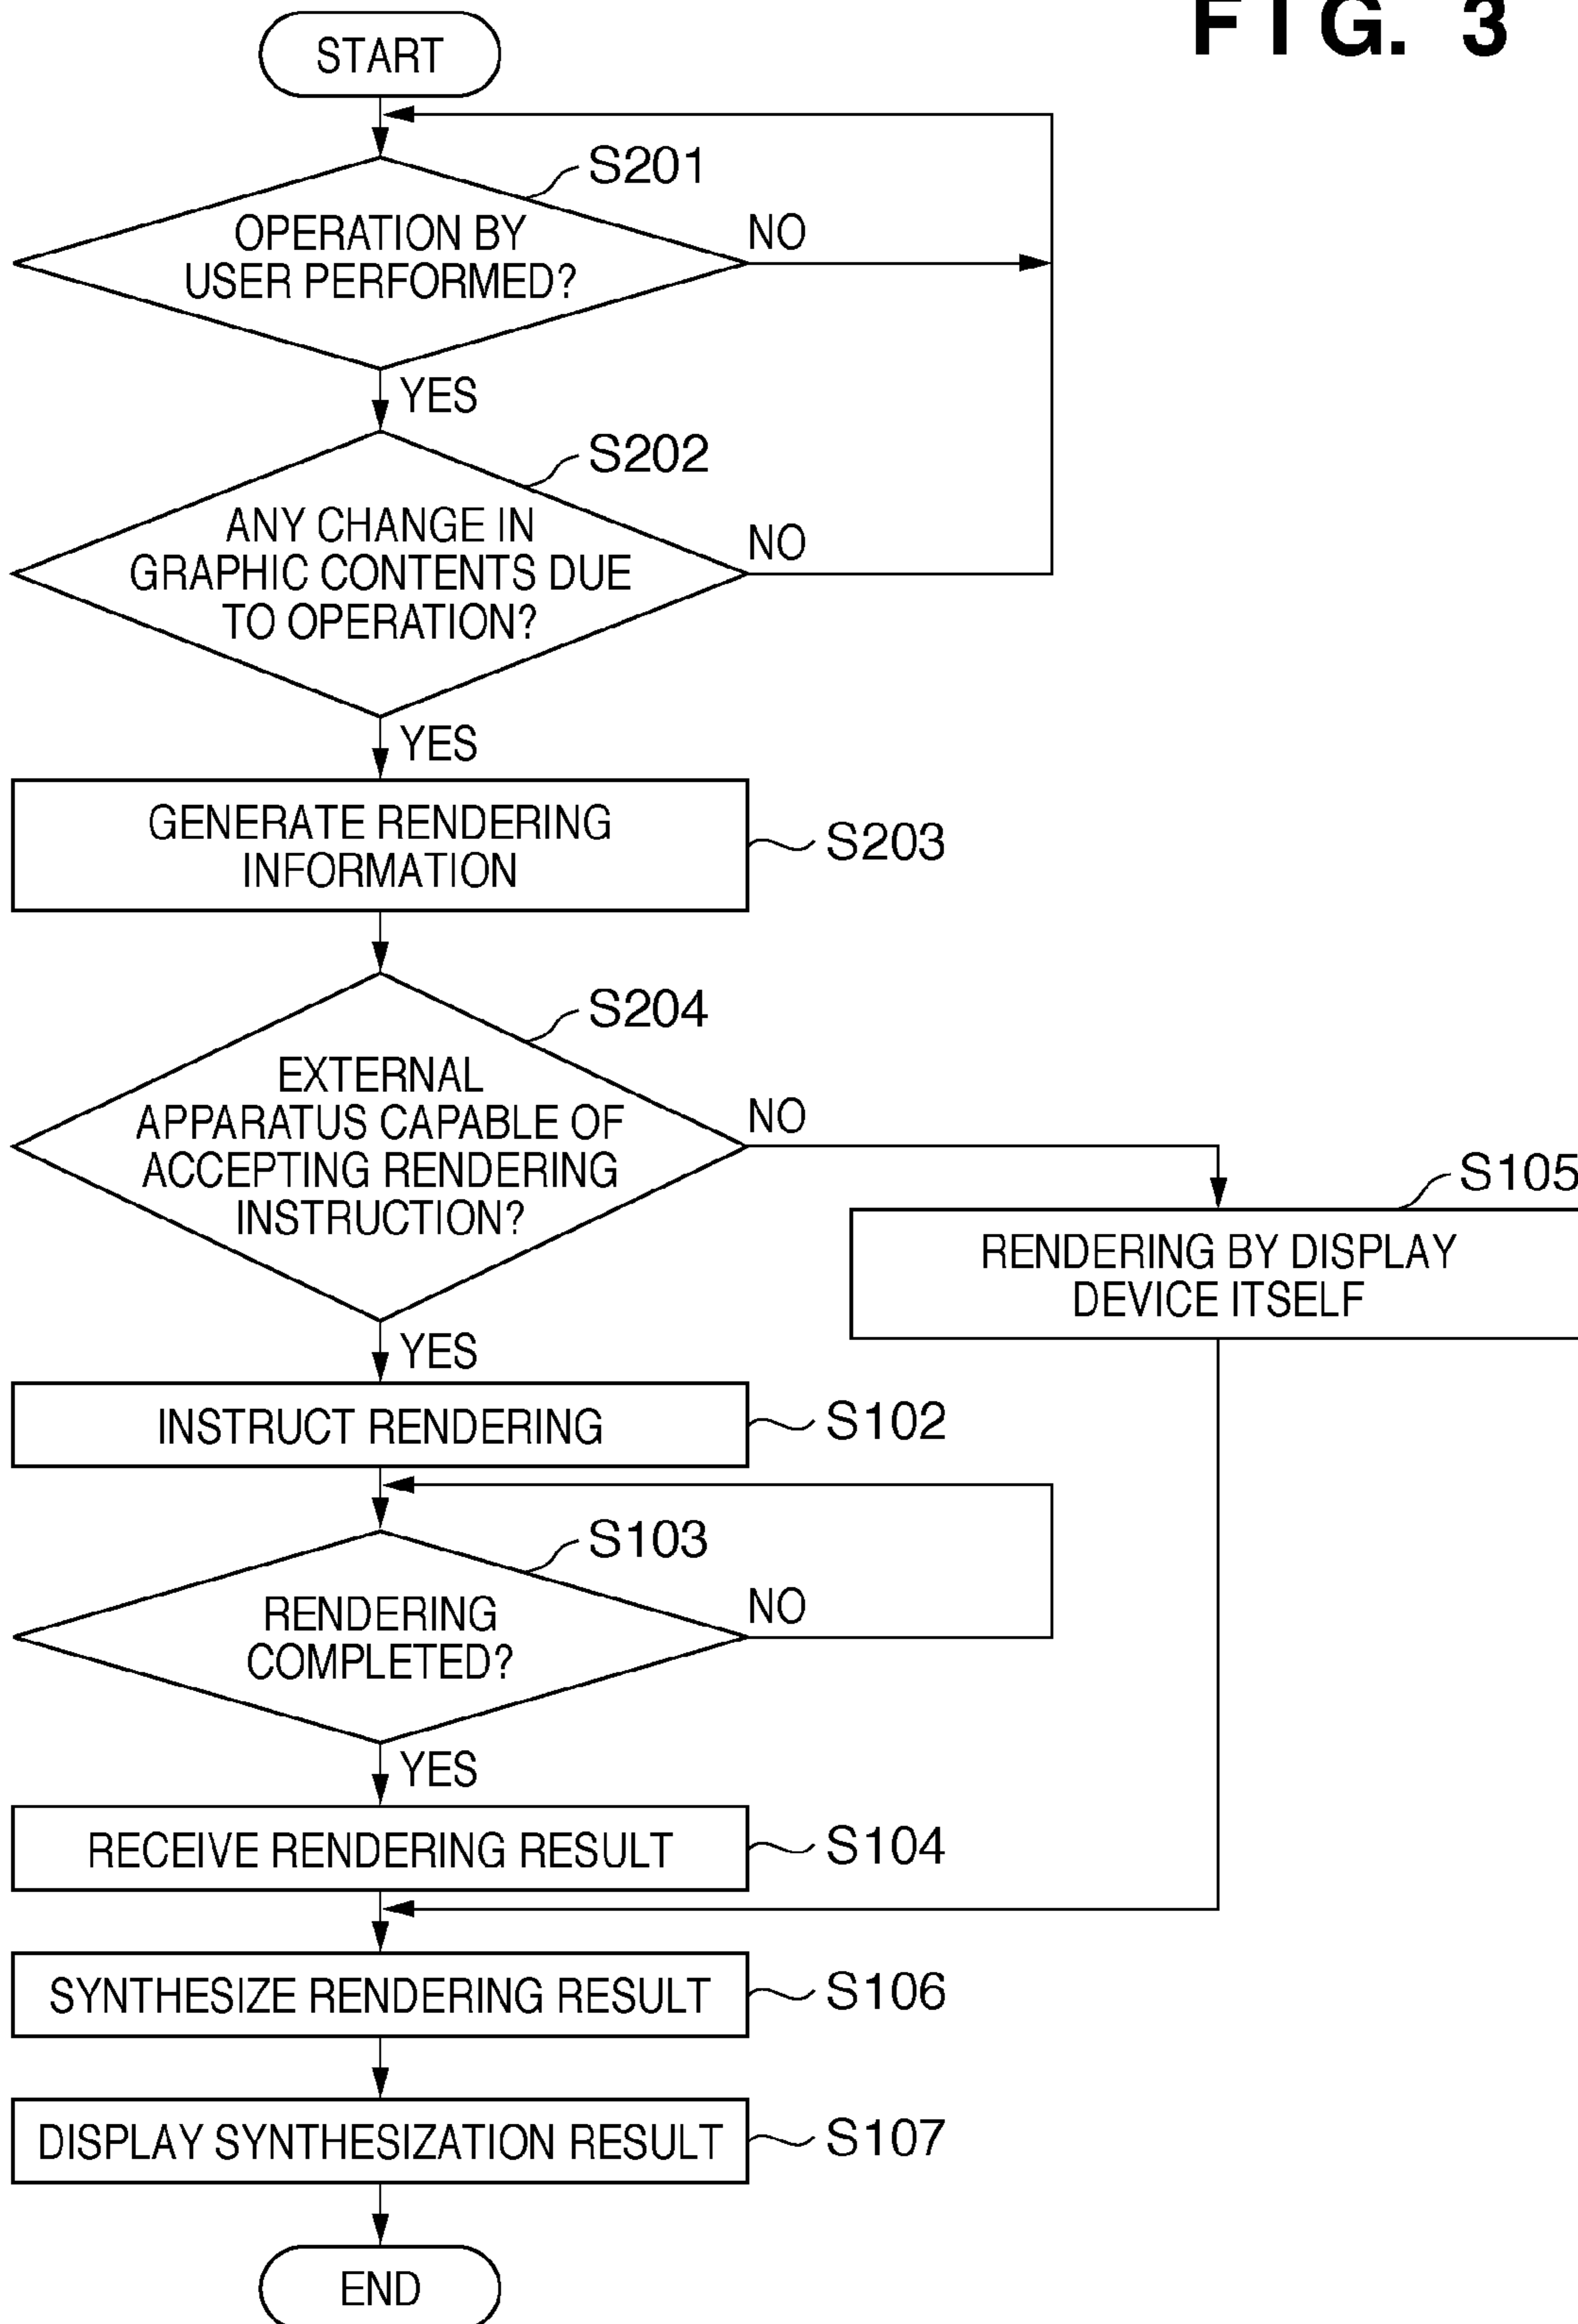 FIG. 3
START
S201
OPERATION BY
USER PERFORMED?
NO
YES
S202
ANY CHANGE IN
GRAPHIC CONTENTS DUE
TO OPERATION?
NO
YES
GENERATE RENDERING
INFORMATION
S203
S204
EXTERNAL
APPARATUS CAPABLE OF
ACCEPTING RENDERING
INSTRUCTION?
NO
S105
RENDERING BY DISPLAY
DEVICE ITSELF
YES
INSTRUCT RENDERING
S102
S103
RENDERING
COMPLETED?
NO
YES
RECEIVE RENDERING RESULT
S104
SYNTHESIZE RENDERING RESULT
S106
DISPLAY SYNTHESIZATION RESULT
S107
END